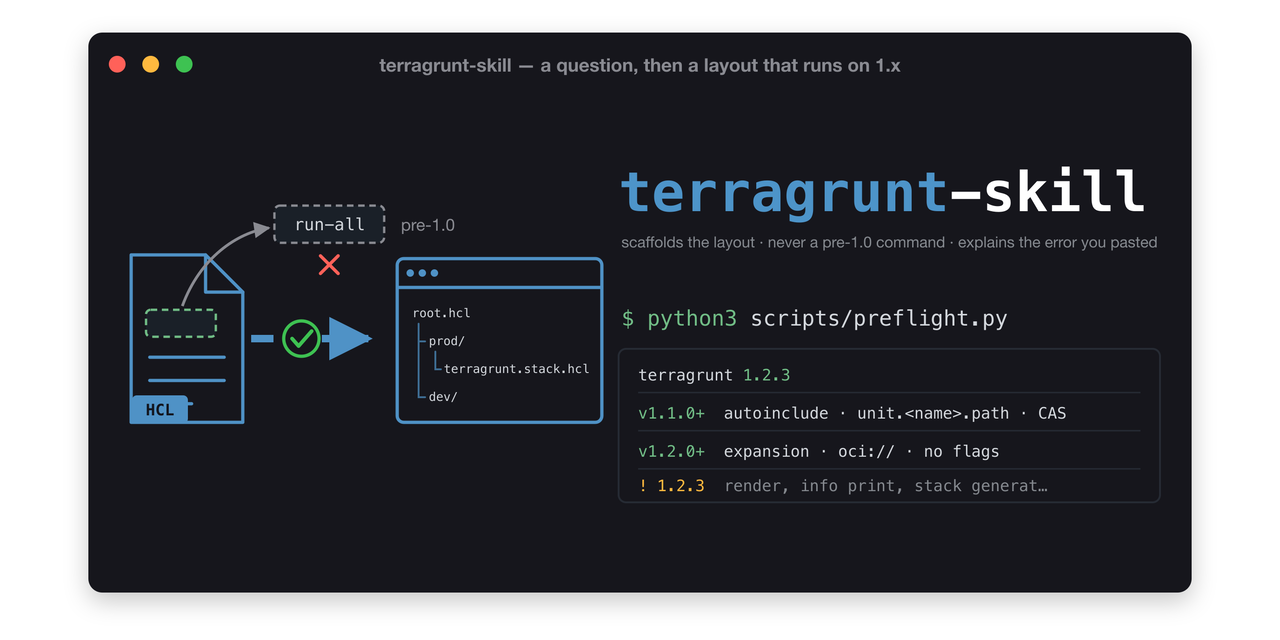 terragrunt-skill — a question, then a layout that runs on 1.x
run-all
pre-1.0
HCL
root.hcl
prod/
terragrunt.stack.hcl
dev/
terragrunt-skill
scaffolds the layout · never a pre-1.0 command · explains the error you pasted
$ python3 scripts/preflight.py
terragrunt 1.2.3
v1.1.0+ autoinclude · unit.<name>.path · CAS
v1.2.0+ expansion · oci:// · no flags
! 1.2.3 render, info print, stack generat…